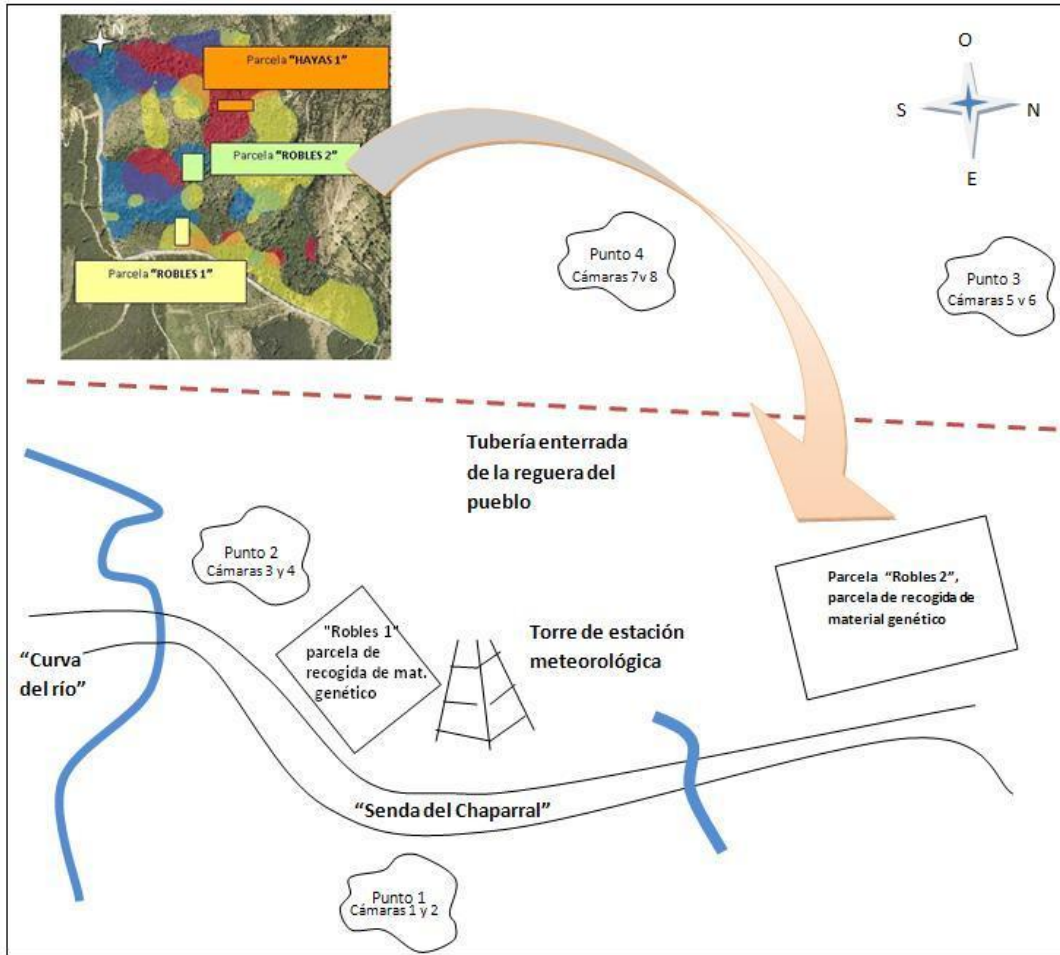 N
Parcela "HAYAS 1"
Parcela "ROBLES 2"
Parcela "ROBLES 1"
O
S
N
E
Punto 4
Cámaras 7v 8
Punto 3
Cámaras 5 v 6
Tubería enterrada
de la reguera del
pueblo
Punto 2
Cámaras 3 y 4
"Robles 1"
parcela de
recogida de mat.
genético
Torre de estación
meteorológica
Parcela "Robles 2",
parcela de recogida de
material genético
"Curva
del río"
"Senda del Chaparral"
Punto 1
Cámaras 1 y 2